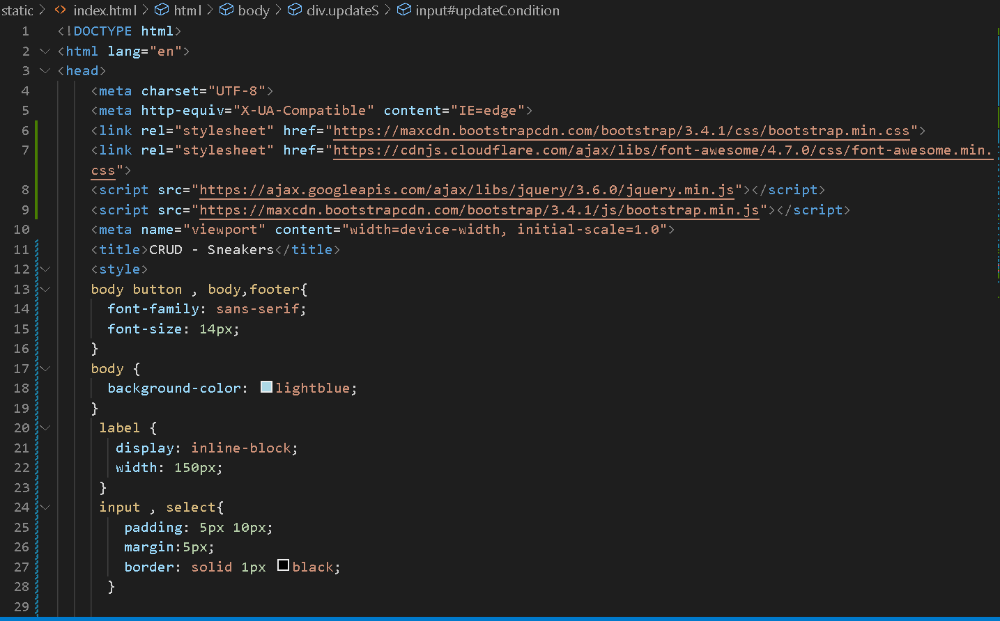 static > <> index.html > html > body > div.updateS > input#updateCondition
1 <!DOCTYPE html>
2 <html lang="en">
3 <head>
4 <meta charset="UTF-8">
5 <meta http-equiv="X-UA-Compatible" content="IE=edge">
6 <link rel="stylesheet" href="https://maxcdn.bootstrapcdn.com/bootstrap/3.4.1/css/bootstrap.min.css">
7 <link rel="stylesheet" href="https://cdnjs.cloudflare.com/ajax/libs/font-awesome/4.7.0/css/font-awesome.min.
css">
8 <script src="https://ajax.googleapis.com/ajax/libs/jquery/3.6.0/jquery.min.js"></script>
9 <script src="https://maxcdn.bootstrapcdn.com/bootstrap/3.4.1/js/bootstrap.min.js"></script>
10 <meta name="viewport" content="width=device-width, initial-scale=1.0">
11 <title>CRUD - Sneakers</title>
12 <style>
13 body button , body,footer{
14 font-family: sans-serif;
15 font-size: 14px;
16 }
17 body {
18 background-color: lightblue;
19 }
20 label {
21 display: inline-block;
22 width: 150px;
23 }
24 input , select{
25 padding: 5px 10px;
26 margin:5px;
27 border: solid 1px black;
28 }
29